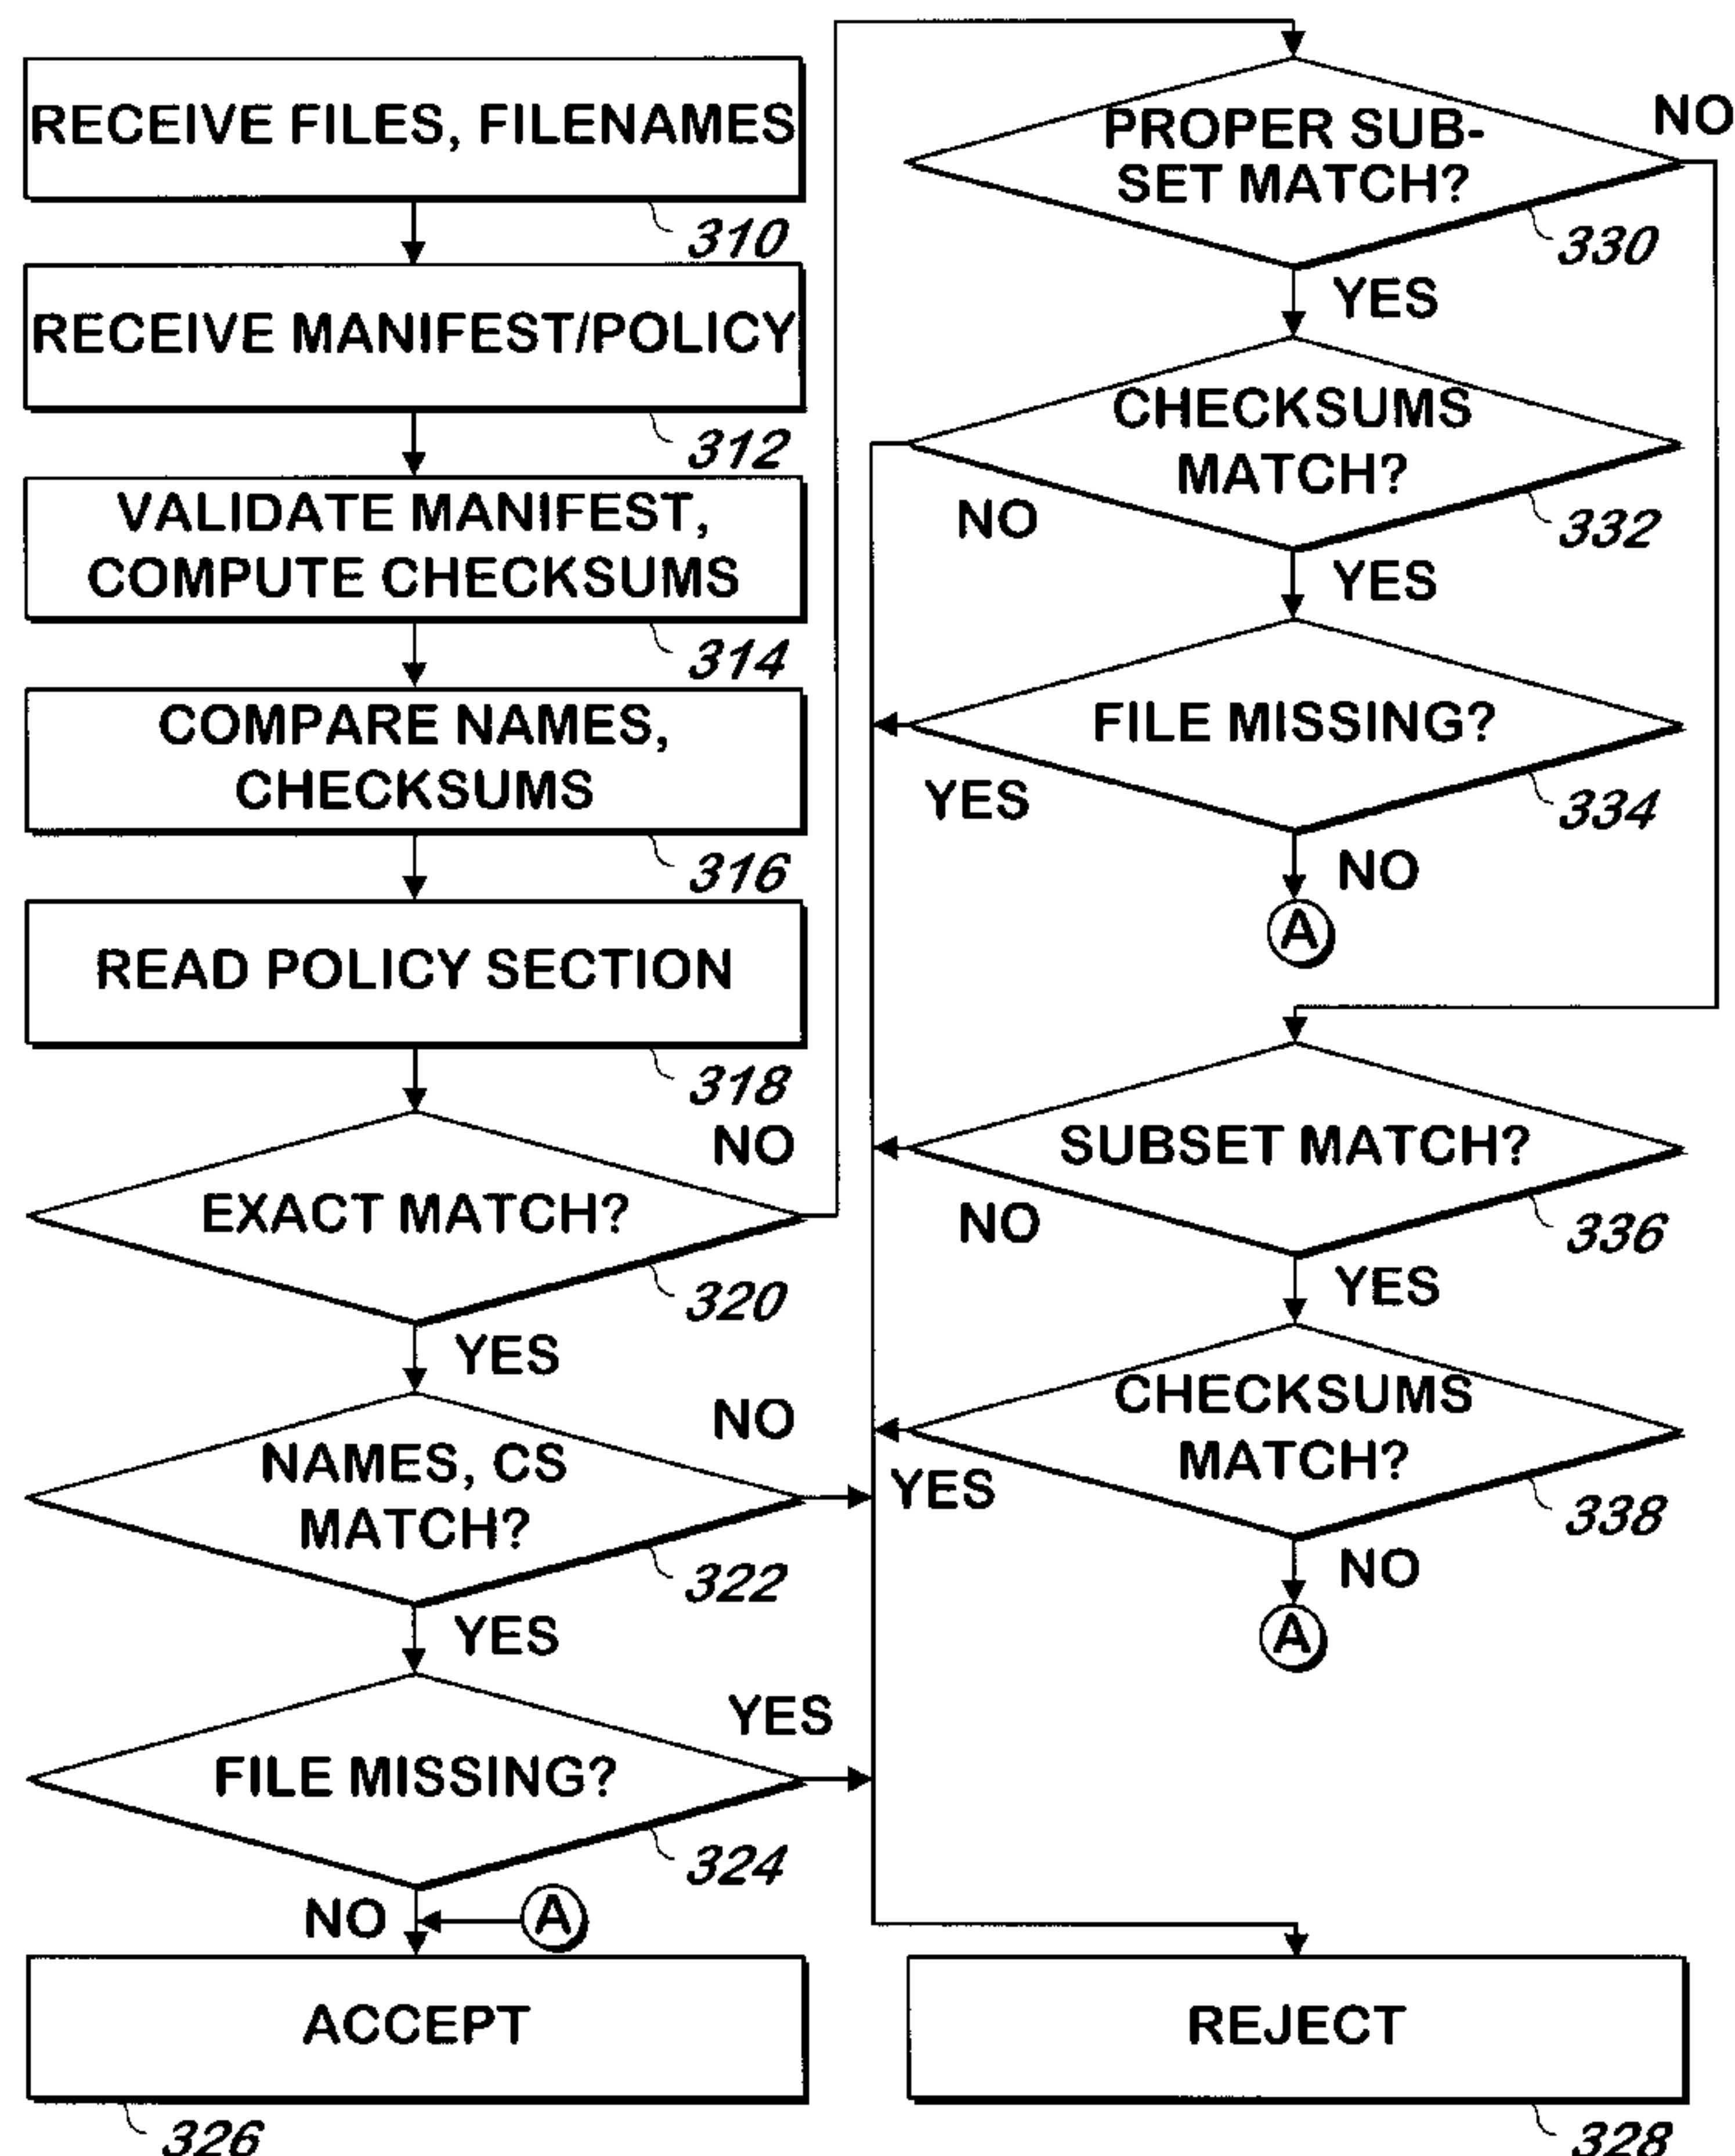 RECEIVE FILES, FILENAMES
310
RECEIVE MANIFEST/POLICY
312
VALIDATE MANIFEST,
COMPUTE CHECKSUMS
314
COMPARE NAMES,
CHECKSUMS
316
READ POLICY SECTION
318
NO
EXACT MATCH?
320
YES
NO
NAMES, CS
MATCH?
322
YES
YES
FILE MISSING?
324
NO
A
ACCEPT
326
NO
PROPER SUB-
SET MATCH?
330
YES
CHECKSUMS
MATCH?
NO
332
YES
FILE MISSING?
YES
334
NO
A
SUBSET MATCH?
NO
336
YES
CHECKSUMS
MATCH?
YES
338
NO
A
REJECT
328